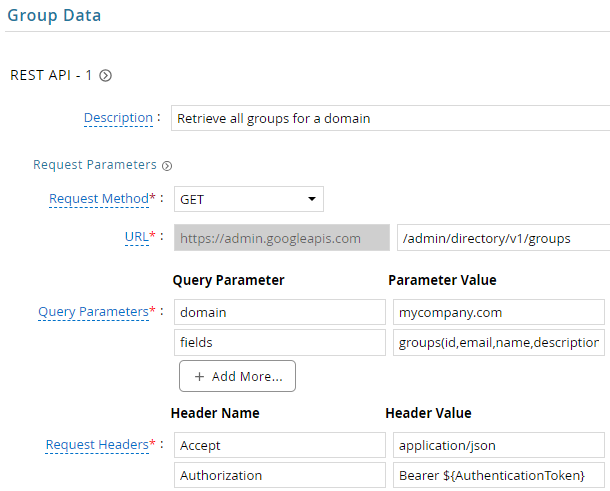 Group Data
REST API - 1
Description :
Retrieve all groups for a domain
Request Parameters
Request Method* :
GET
URL* :
https://admin.googleapis.com
/admin/directory/v1/groups
Query Parameter Parameter Value
Query Parameters* :
domain
mycompany.com
fields
groups(id,email,name,description
+ Add More...
Header Name Header Value
Request Headers* :
Accept
application/json
Authorization
Bearer ${AuthenticationToken}